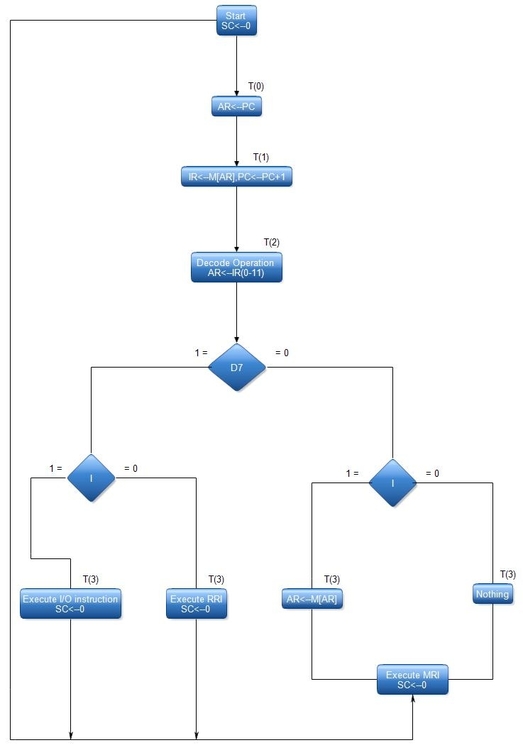 Start
SC<--0
T(0)
AR<--PC
T(1)
IR<--M[AR],PC<--PC+1
T(2)
Decode Operation
AR<--IR(0-11)
1 =
= 0
D7
1 =
= 0
I
1 =
= 0
I
T(3)
Execute I/O instruction
SC<--0
T(3)
Execute RRI
SC<--0
T(3)
AR<--M[AR]
T(3)
Nothing
Execute MRI
SC<--0